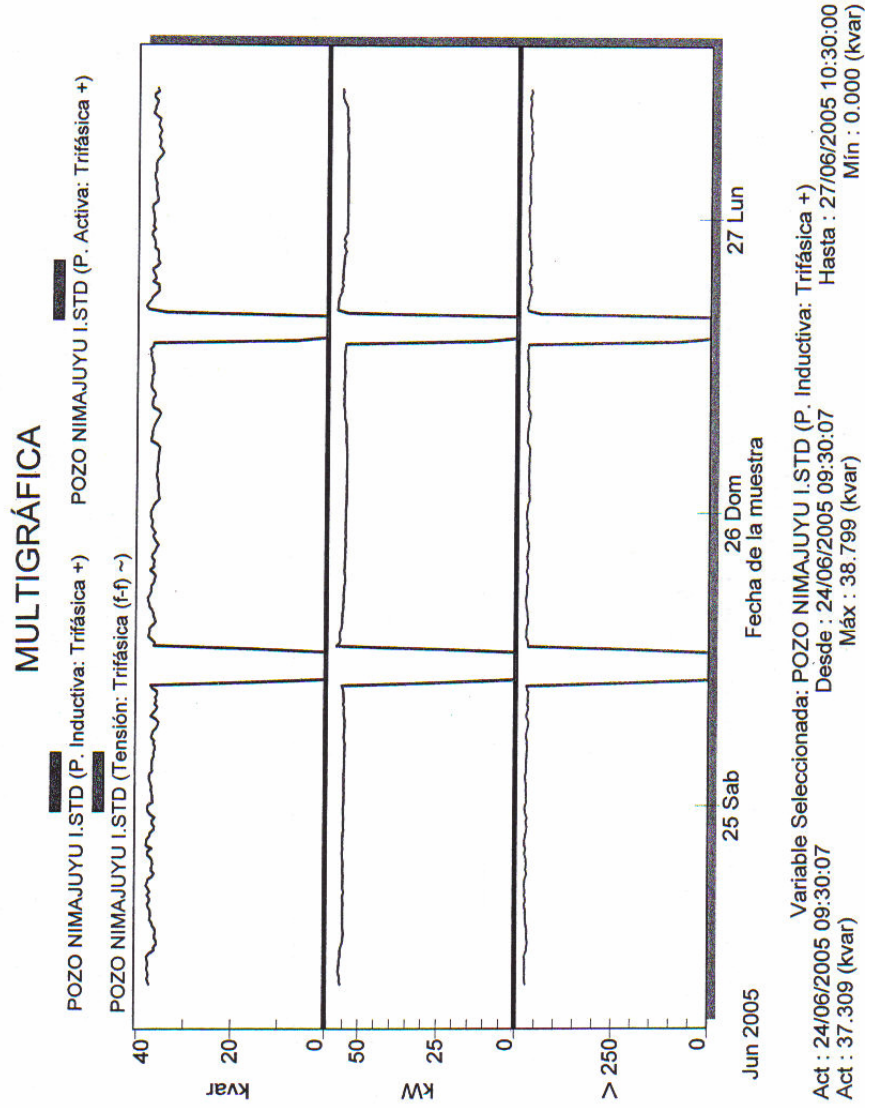 MULTIGRÁFICA
POZO NIMAJUYU I.STD (P. Inductiva: Trifásica +)
POZO NIMAJUYU I.STD (P. Activa: Trifásica +)
POZO NIMAJUYU I.STD (Tensión: Trifásica (f-f) ~)
40
20
0
kvar
50
25
0
kW
250
0
V
Jun 2005
25 Sab
26 Dom
27 Lun
Fecha de la muestra
Variable Seleccionada: POZO NIMAJUYU I.STD (P. Inductiva: Trifásica +)
Act : 24/06/2005 09:30:07
Desde : 24/06/2005 09:30:07
Hasta : 27/06/2005 10:30:00
Act : 37.309 (kvar)
Máx : 38.799 (kvar)
Mín : 0.000 (kvar)